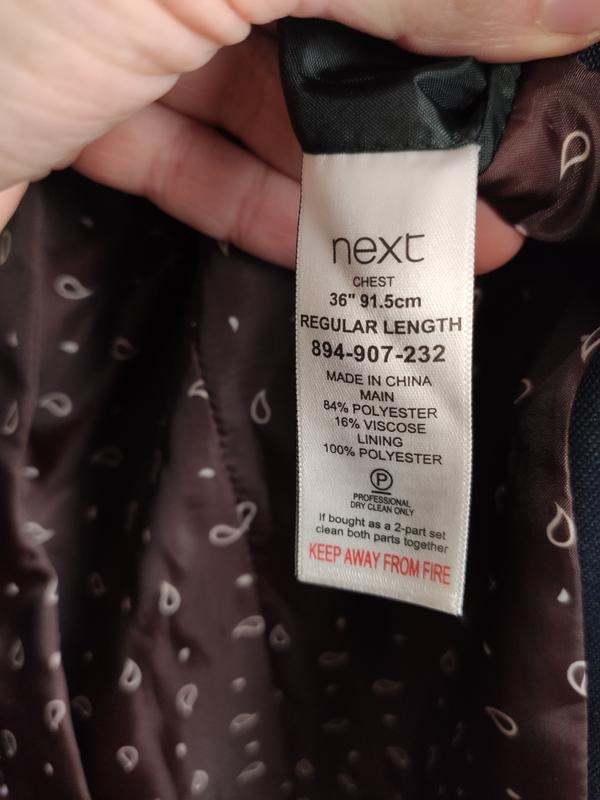 next
CHEST
36" 91.5cm
REGULAR LENGTH
894-907-232
MADE IN CHINA
MAIN
84% POLYESTER
16% VISCOSE
LINING
100% POLYESTER
P
PROFESSIONAL
DRY CLEAN ONLY
If bought as a 2-part set
clean both parts together
KEEP AWAY FROM FIRE